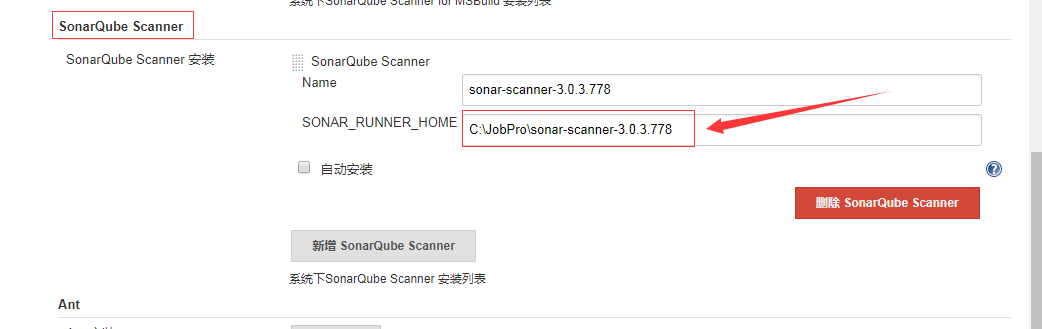 系统下SonarQube Scanner for MSBuild 安装列表
SonarQube Scanner
SonarQube Scanner 安装
SonarQube Scanner
Name
sonar-scanner-3.0.3.778
SONAR_RUNNER_HOME
C:\JobPro\sonar-scanner-3.0.3.778
自动安装
删除 SonarQube Scanner
新增 SonarQube Scanner
系统下SonarQube Scanner 安装列表
Ant